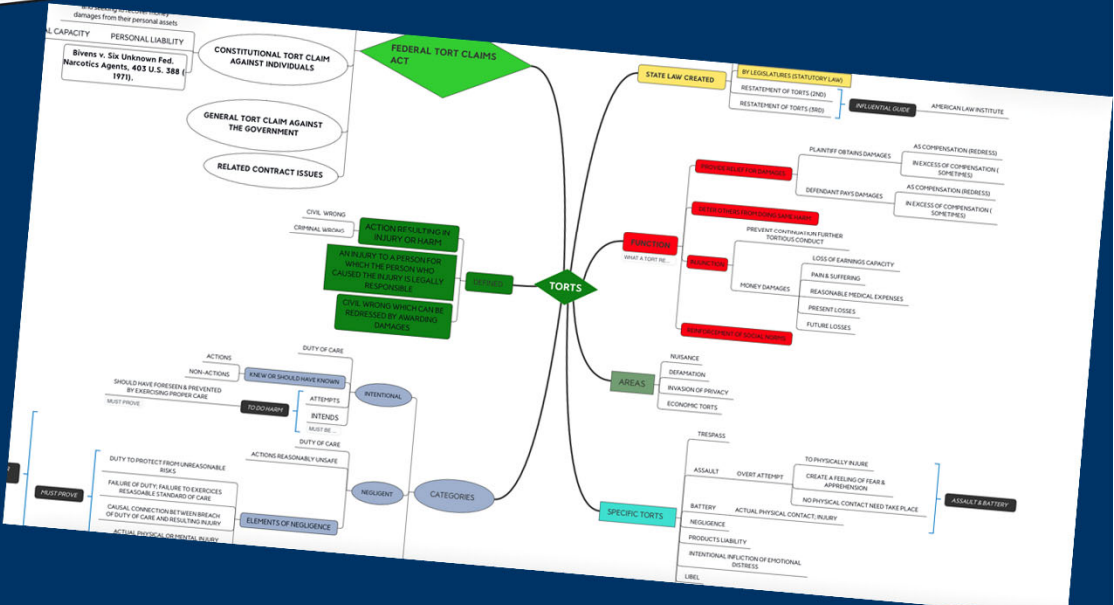 damages from their personal assets
PERSONAL LIABILITY
Bivens v. Six Unknown Fed.
Narcotics Agents, 403 U.S. 388 (
1971).
CONSTITUTIONAL TORT CLAIM
AGAINST INDIVIDUALS
GENERAL TORT CLAIM AGAINST
THE GOVERNMENT
RELATED CONTRACT ISSUES
FEDERAL TORT CLAIMS
ACT
CIVIL WRONG
CRIMINAL WRONG
ACTION RESULTING IN
INJURY OR HARM
AN INJURY TO A PERSON FOR
WHICH THE PERSON WHO
CAUSED THE INJURY IS LEGALLY
RESPONSIBLE
CIVIL WRONG WHICH CAN BE
REDRESSED BY AWARDING
DAMAGES
DEFINED
TORTS
DUTY OF CARE
ACTIONS
NON-ACTIONS
KNEW OR SHOULD HAVE KNOWN
SHOULD HAVE FORESEEN & PREVENTED
BY EXERCISING PROPER CARE
MUST PROVE
TO DO HARM
ATTEMPTS
INTENDS
MUST BE ...
INTENTIONAL
DUTY OF CARE
ACTIONS REASONABLY UNSAFE
NEGLIGENT
CATEGORIES
MUST PROVE
DUTY TO PROTECT FROM UNREASONABLE
RISKS
FAILURE OF DUTY; FAILURE TO EXERCICES
RESASOABLE STANDARD OF CARE
CAUSAL CONNECTION BETWEEN BREACH
OF DUTY OF CARE AND RESULTING INJURY
ACTUAL PHYSICAL OR MENTAL INJURY
ELEMENTS OF NEGLIGENCE
STATE LAW CREATED
BY LEGISLATURES (STATUTORY LAW)
RESTATEMENT OF TORTS (2ND)
RESTATEMENT OF TORTS (3RD)
INFLUENTIAL GUIDE
AMERICAN LAW INSTITUTE
FUNCTION
WHAT A TORT RE...
PROVIDE RELIEF FOR DAMAGES
PLAINTIFF OBTAINS DAMAGES
AS COMPENSATION (REDRESS)
IN EXCESS OF COMPENSATION (
SOMETIMES)
DEFENDANT PAYS DAMAGES
AS COMPENSATION (REDRESS)
IN EXCESS OF COMPENSATION (
SOMETIMES)
DETER OTHERS FROM DOING SAME HARM
INJUNCTION
PREVENT CONTINUATION FURTHER
TORTIOUS CONDUCT
MONEY DAMAGES
LOSS OF EARNINGS CAPACITY
PAIN & SUFFERING
REASONABLE MEDICAL EXPENSES
PRESENT LOSSES
FUTURE LOSSES
REINFORCEMENT OF SOCIAL NORMS
AREAS
NUISANCE
DEFAMATION
INVASION OF PRIVACY
ECONOMIC TORTS
SPECIFIC TORTS
TRESPASS
ASSAULT
OVERT ATTEMPT
TO PHYSICALLY INJURE
CREATE A FEELING OF FEAR &
APPREHENSION
NO PHYSICAL CONTACT NEED TAKE PLACE
BATTERY
ACTUAL PHYSICAL CONTACT; INJURY
ASSAULT & BATTERY
NEGLIGENCE
PRODUCTS LIABILITY
INTENTIONAL INFLICTION OF EMOTIONAL
DISTRESS
LIBEL